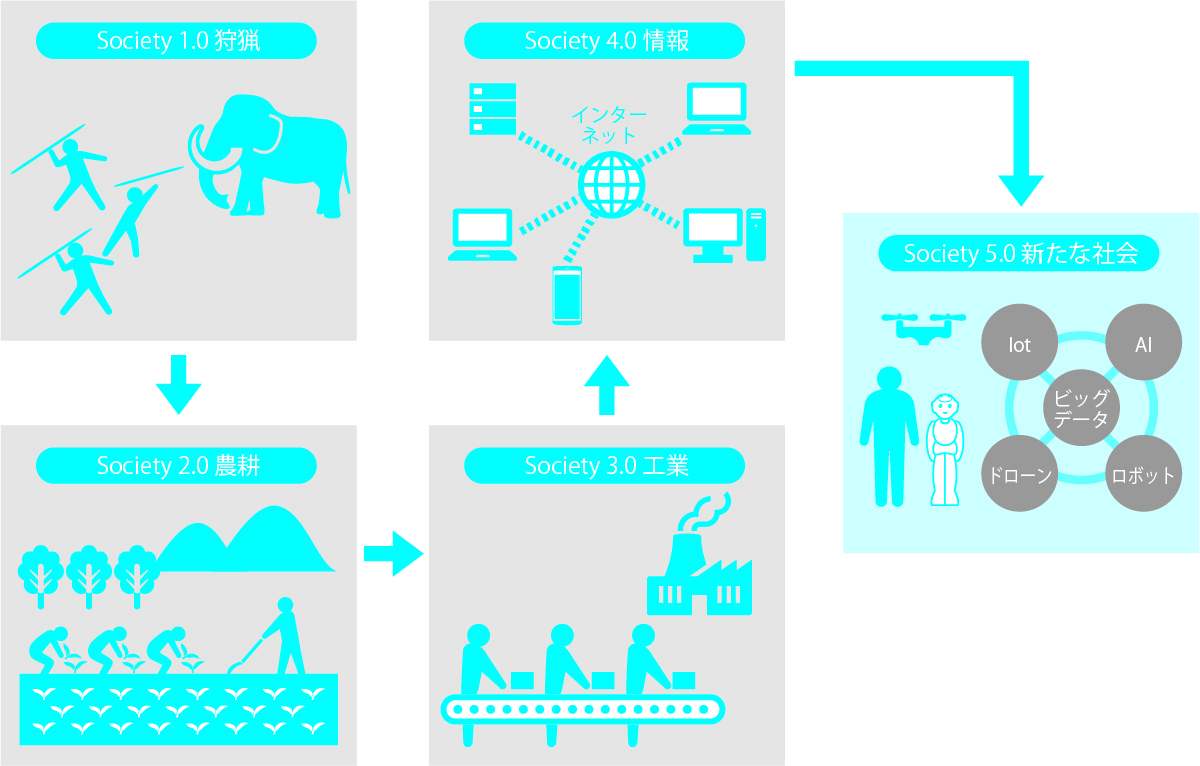 Society 1.0 狩猟
Society 2.0 農耕
Society 3.0 工業
Society 4.0 情報
インター
ネット
Society 5.0 新たな社会
Iot
AI
ビッグ
データ
ドローン
ロボット